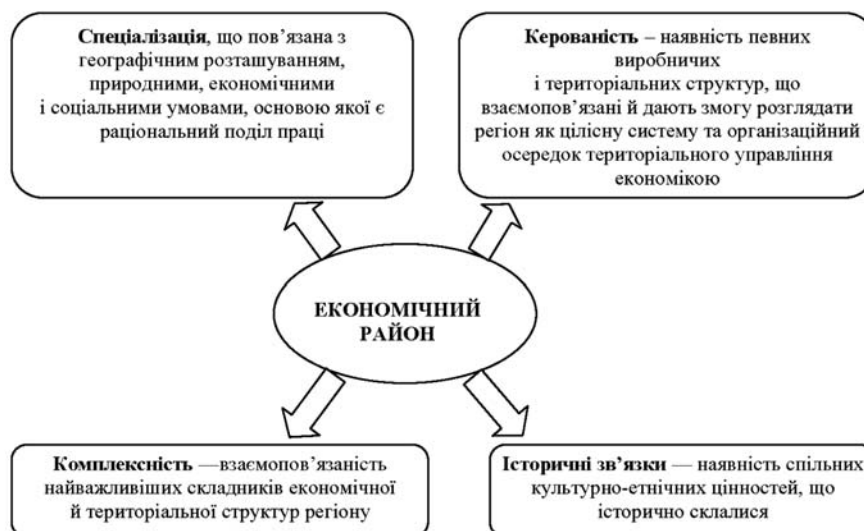 Спеціалізація, що пов’язана з
географічним розташуванням,
природними, економічними
і соціальними умовами, основою якої є
раціональний поділ праці
Керованість – наявність певних
виробничих
і територіальних структур, що
взаємопов’язані й дають змогу розглядати
регіон як цілісну систему та організаційний
осередок територіального управління
економікою
ЕКОНОМІЧНИЙ
РАЙОН
Комплексність —взаємопов’язаність
найважливіших складників економічної
й територіальної структур регіону
Історичні зв’язки — наявність спільних
культурно-етнічних цінностей, що
історично склалися